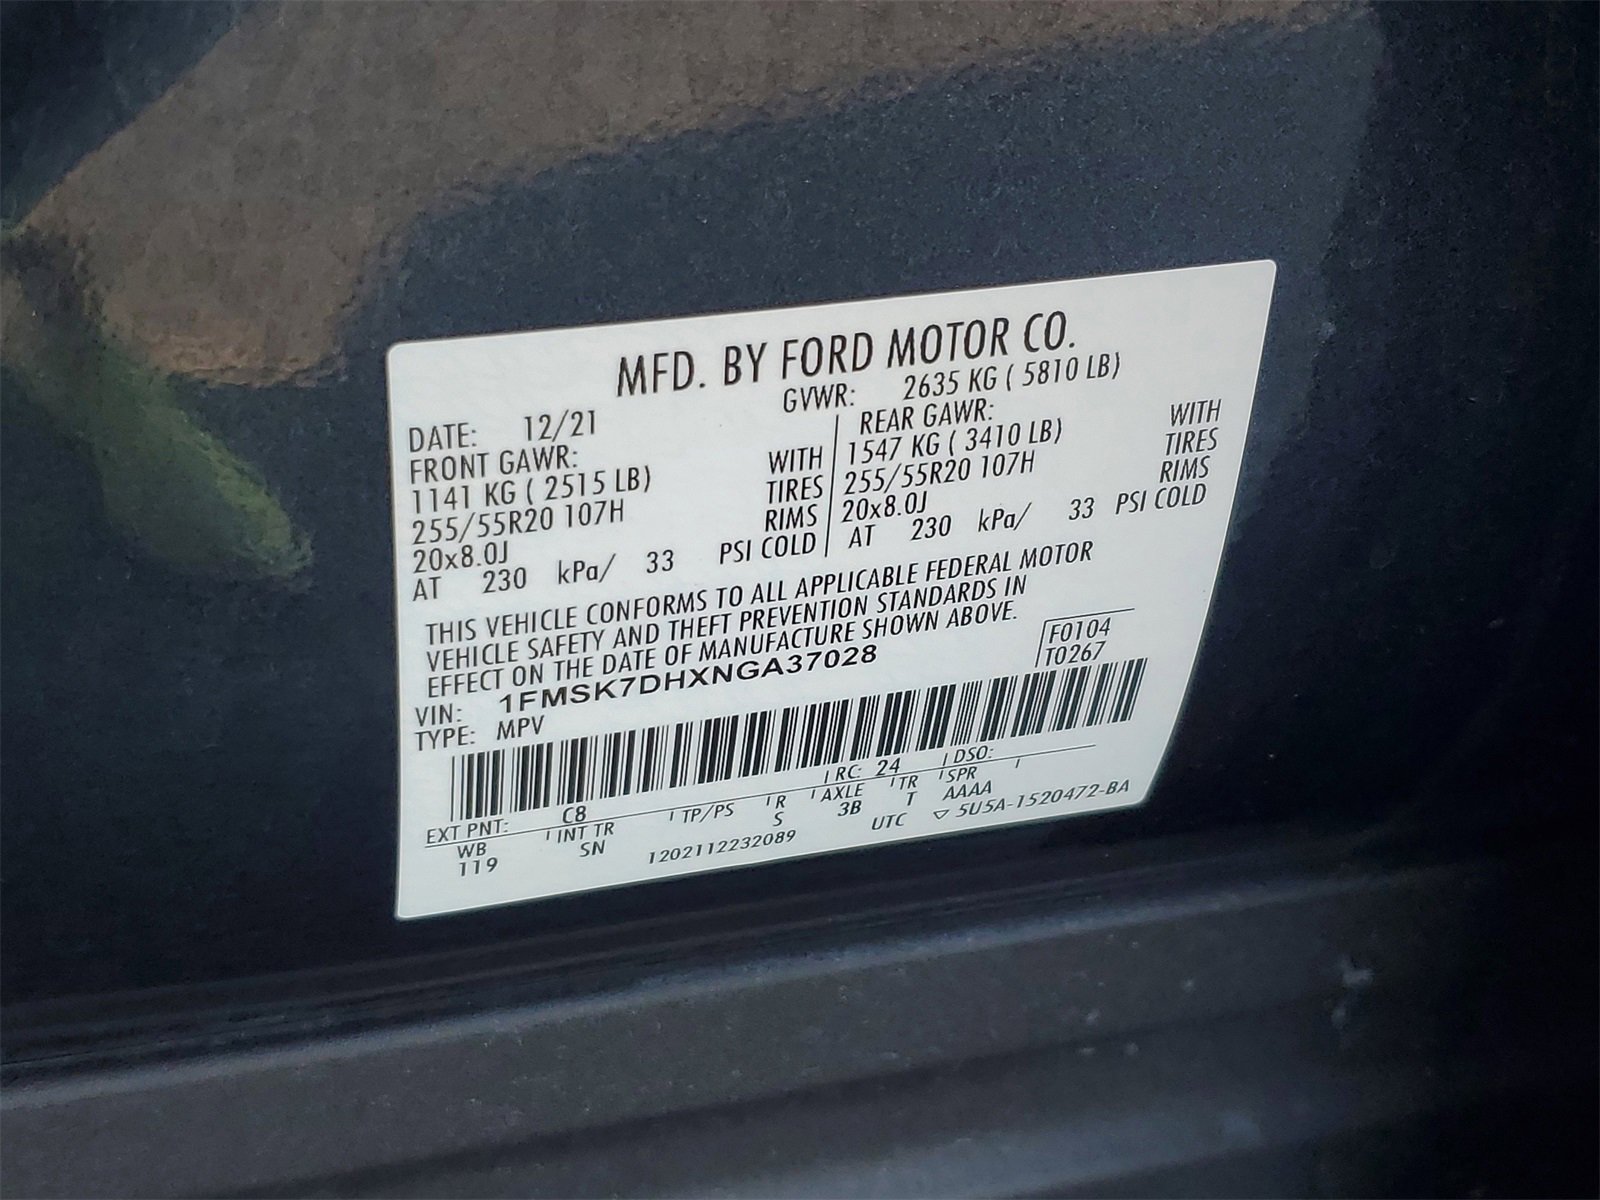 MFD. BY FORD MOTOR CO.
DATE: 12/21 GVWR: 2635 KG ( 5810 LB)
FRONT GAWR: REAR GAWR:
1141 KG ( 2515 LB) WITH 1547 KG ( 3410 LB) WITH
255/55R20 107H TIRES 255/55R20 107H TIRES
20x8.0J RIMS 20x8.0J RIMS
AT 230 kPa/ 33 PSI COLD AT 230 kPa/ 33 PSI COLD
THIS VEHICLE CONFORMS TO ALL APPLICABLE FEDERAL MOTOR
VEHICLE SAFETY AND THEFT PREVENTION STANDARDS IN
EFFECT ON THE DATE OF MANUFACTURE SHOWN ABOVE.
VIN: 1FMSK7DHXNGA37028 F0104
TYPE: MPV T0267
EXT PNT: C8 RC: 24 DSO:
WB INT TR TP/PS R AXLE TR SPR
119 SN S 3B T AAAA
1202112232089 UTC ▽ 5U5A-1520472-BA